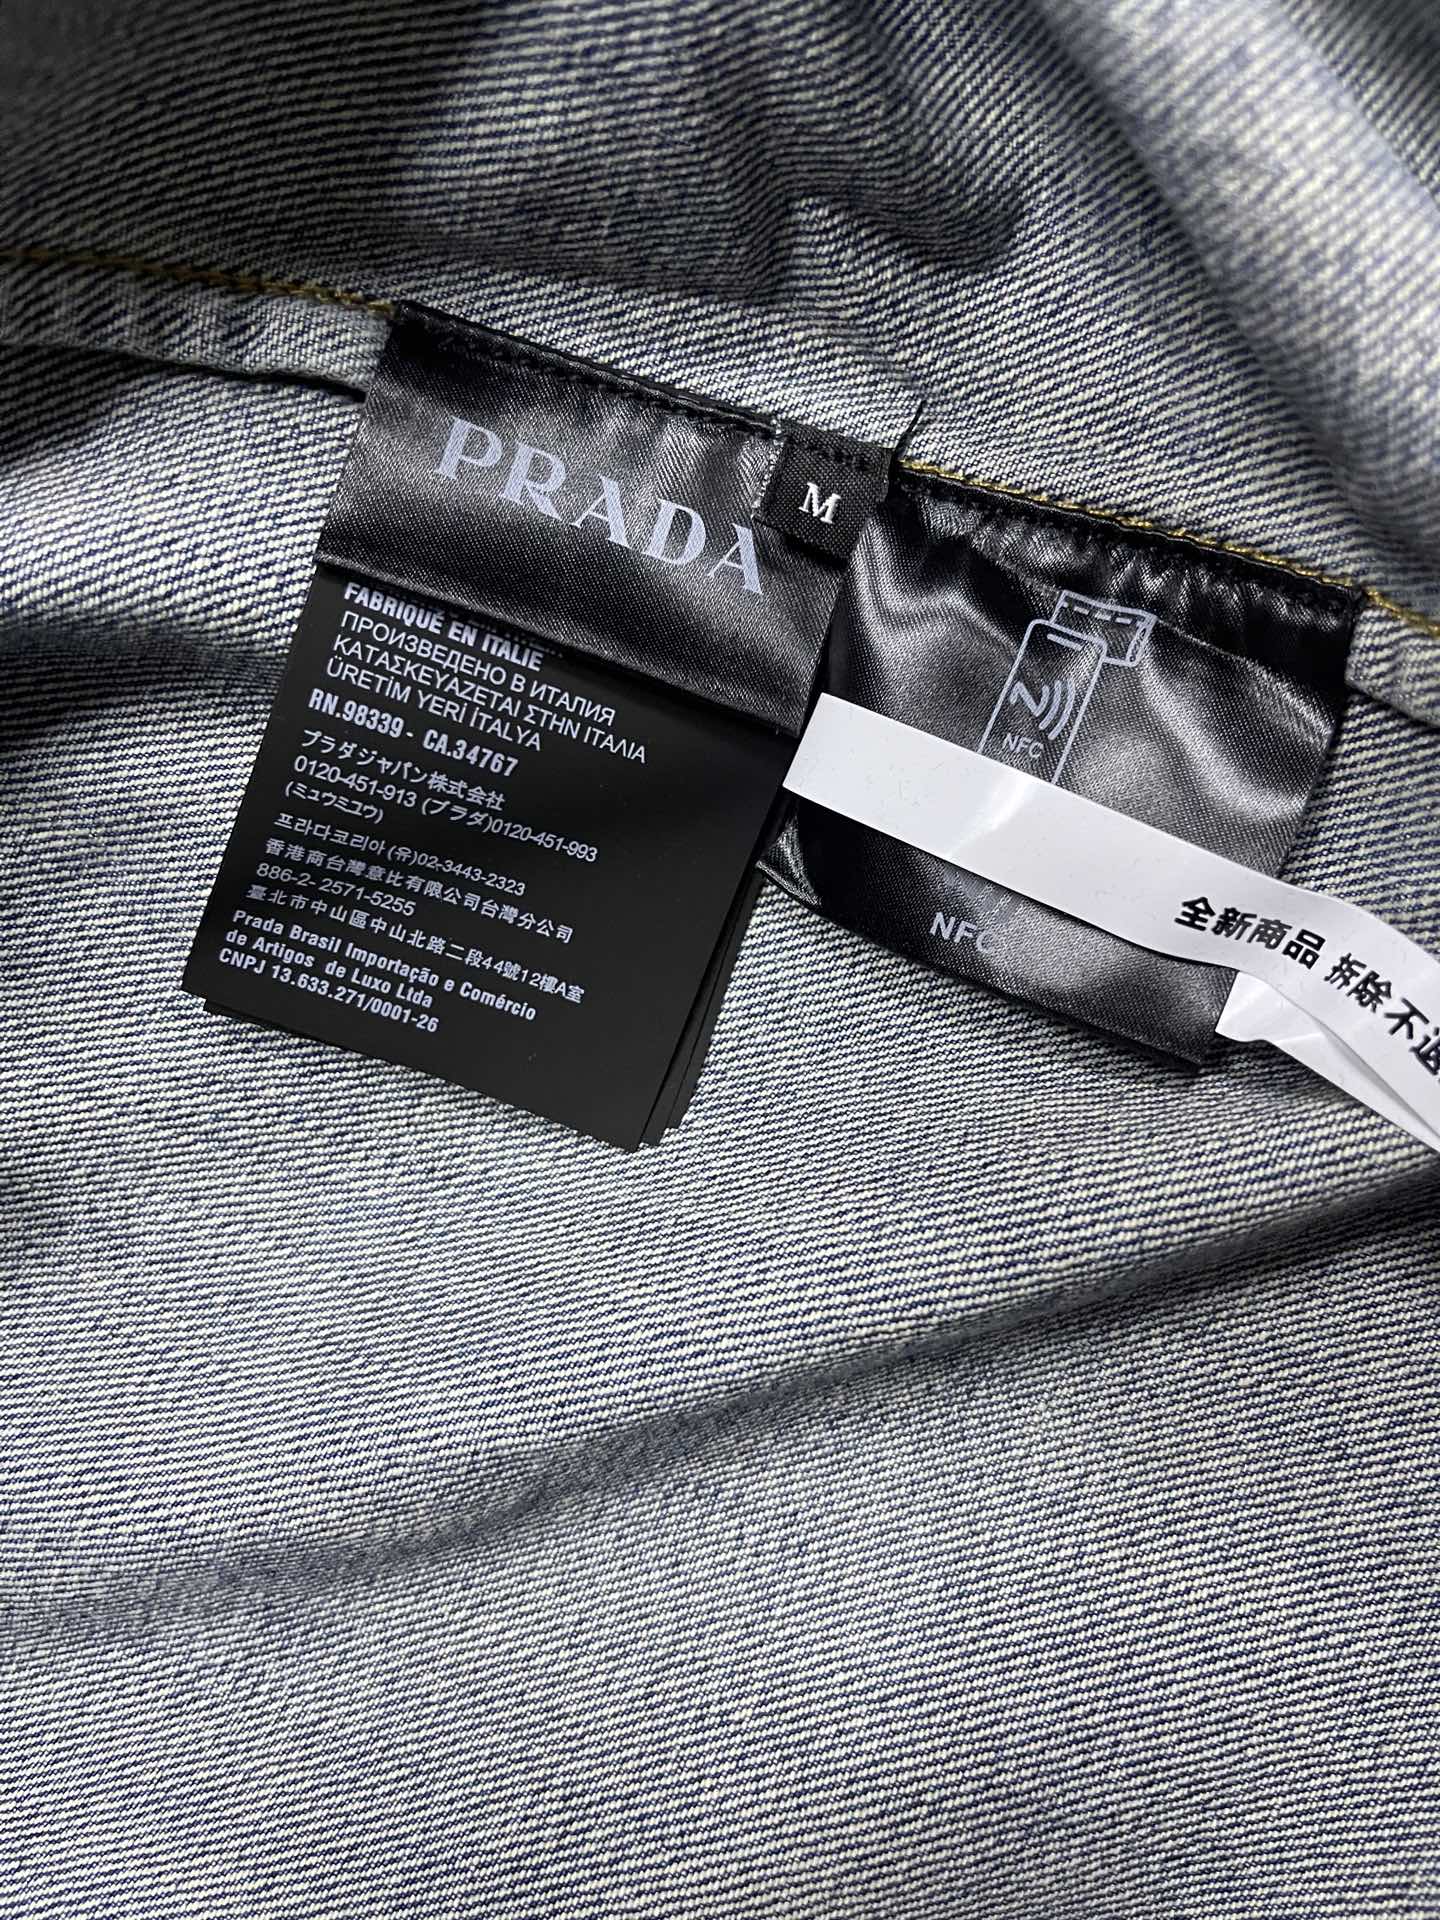 PRADA
M
FABRIQUÉ EN ITALIE
ПРОИЗВЕДЕНО В ИТАЛИЯ
ΚΑΤΑΣΚΕΥΑΖΕΤΑΙ ΣΤΗΝ ΙΤΑΛΙΑ
ÜRETİM YERİ İTALYA
RN.98339 - CA.34767
プラダジャパン株式会社
0120-451-913 (プラダ)0120-451-993
(ミュウミュウ)
프라다코리아 (유)02-3443-2323
香港商台灣意比有限公司台灣分公司
886-2- 2571-5255
臺北市中山區中山北路二段44號12樓A室
Prada Brasil Importação e Comércio
de Artigos de Luxo Ltda
CNPJ 13.633.271/0001-26
NFC
NFC
全新商品 拆除不返